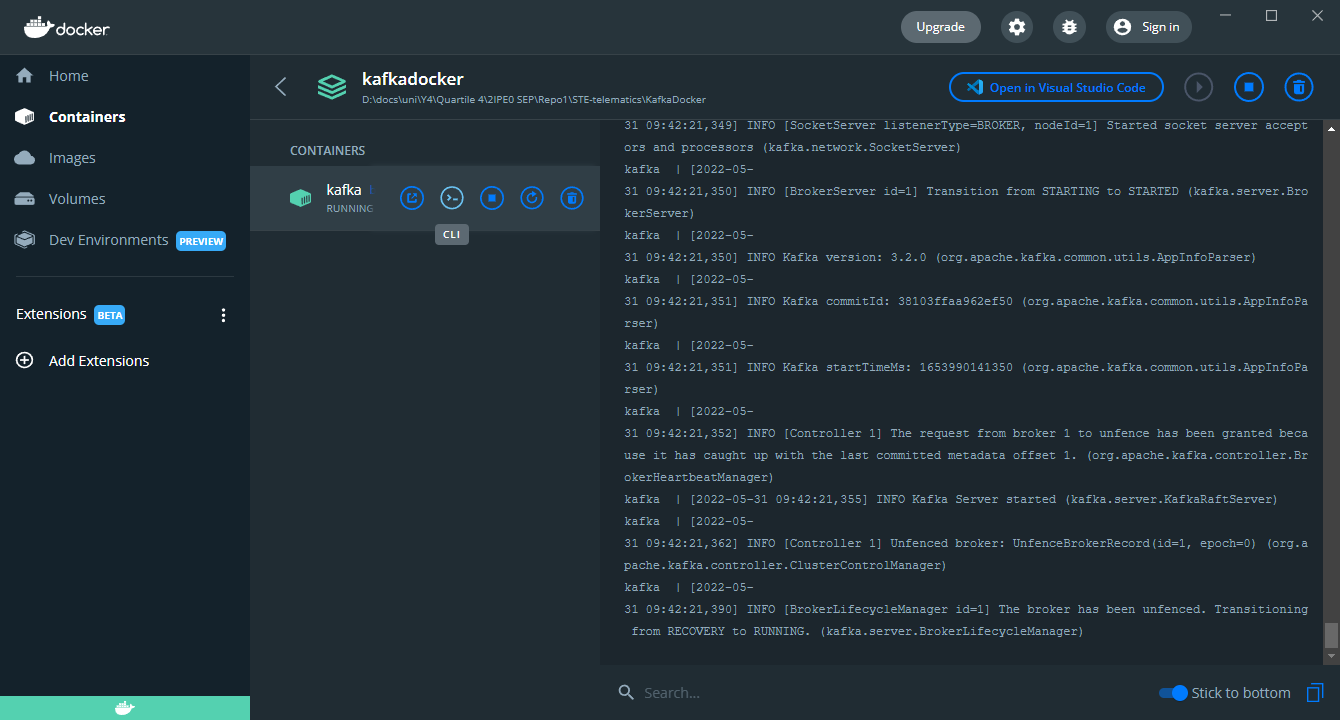 docker
Upgrade
Sign in
Home
Containers
Images
Volumes
Dev Environments PREVIEW
Extensions BETA
Add Extensions
kafkadocker
D:\docs\uni\Y4\Quartile 4\2IPE0 SEP\Repo1\STE-telematics\KafkaDocker
Open in Visual Studio Code
CONTAINERS
kafka
RUNNING
CLI
31 09:42:21,349] INFO [SocketServer listenerType=BROKER, nodeId=1] Started socket server accept
ors and processors (kafka.network.SocketServer)
kafka | [2022-05-
31 09:42:21,350] INFO [BrokerServer id=1] Transition from STARTING to STARTED (kafka.server.Bro
kerServer)
kafka | [2022-05-
31 09:42:21,350] INFO Kafka version: 3.2.0 (org.apache.kafka.common.utils.AppInfoParser)
kafka | [2022-05-
31 09:42:21,351] INFO Kafka commitId: 38103ffaa962ef50 (org.apache.kafka.common.utils.AppInfoPa
rser)
kafka | [2022-05-
31 09:42:21,351] INFO Kafka startTimeMs: 1653990141350 (org.apache.kafka.common.utils.AppInfoPa
rser)
kafka | [2022-05-
31 09:42:21,352] INFO [Controller 1] The request from broker 1 to unfence has been granted beca
use it has caught up with the last committed metadata offset 1. (org.apache.kafka.controller.Br
okerHeartbeatManager)
kafka | [2022-05-31 09:42:21,355] INFO Kafka Server started (kafka.server.KafkaRaftServer)
kafka | [2022-05-
31 09:42:21,362] INFO [Controller 1] Unfenced broker: UnfenceBrokerRecord(id=1, epoch=0) (org.a
pache.kafka.controller.ClusterControlManager)
kafka | [2022-05-
31 09:42:21,390] INFO [BrokerLifecycleManager id=1] The broker has been unfenced. Transitioning
from RECOVERY to RUNNING. (kafka.server.BrokerLifecycleManager)
Search...
Stick to bottom